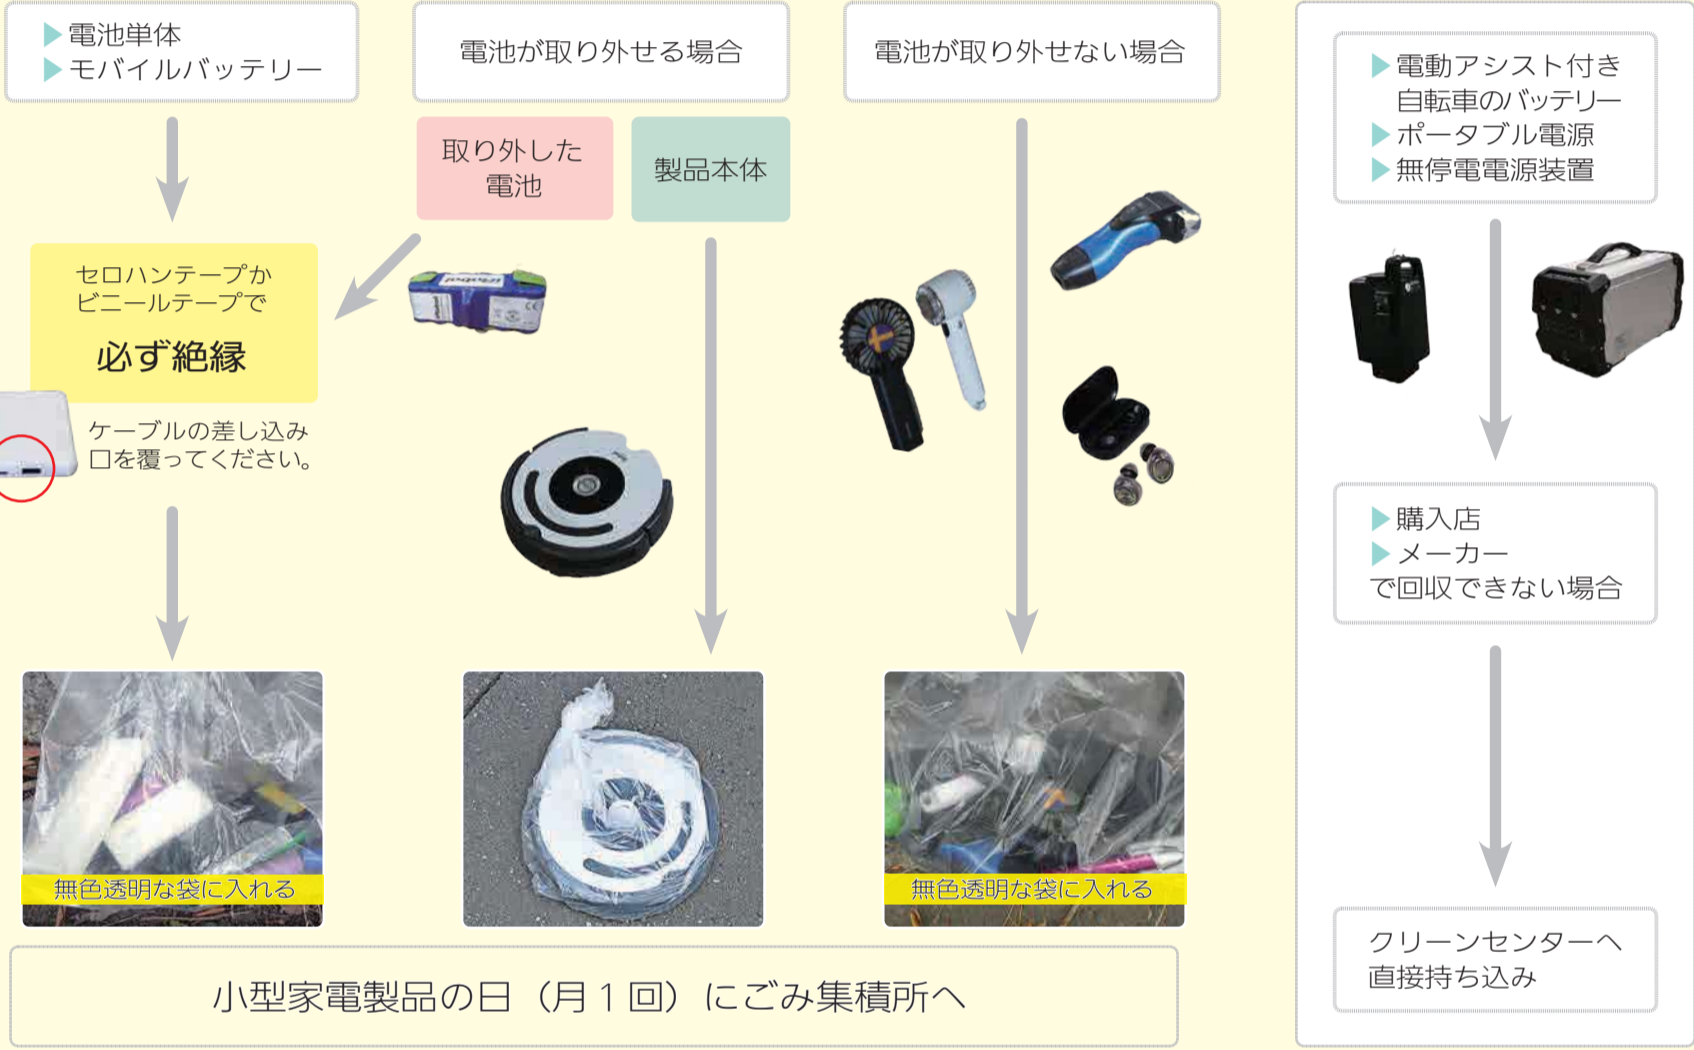 ▶電池単体
▶モバイルバッテリー
電池が取り外せる場合
電池が取り外せない場合
取り外した
電池
製品本体
セロハンテープか
ビニールテープで
必ず絶縁
ケーブルの差し込み
口を覆ってください。
無色透明な袋に入れる
無色透明な袋に入れる
小型家電製品の日（月１回）にごみ集積所へ
▶電動アシスト付き
自転車のバッテリー
▶ポータブル電源
▶無停電電源装置
▶購入店
▶メーカー
で回収できない場合
クリーンセンターへ
直接持ち込み